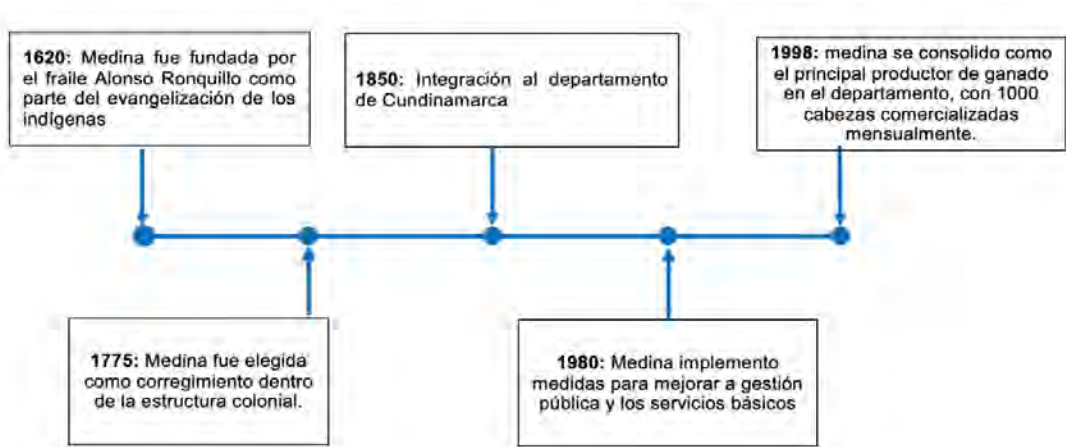 1620: Medina fue fundada por
el fraile Alonso Ronquillo como
parte del evangelización de los
indígenas
1850: Integración al departamento
de Cundinamarca
1998: medina se consolido como
el principal productor de ganado
en el departamento, con 1000
cabezas comercializadas
mensualmente.
1775: Medina fue elegida
como corregimiento dentro
de la estructura colonial.
1980: Medina implemento
medidas para mejorar a gestión
pública y los servicios básicos